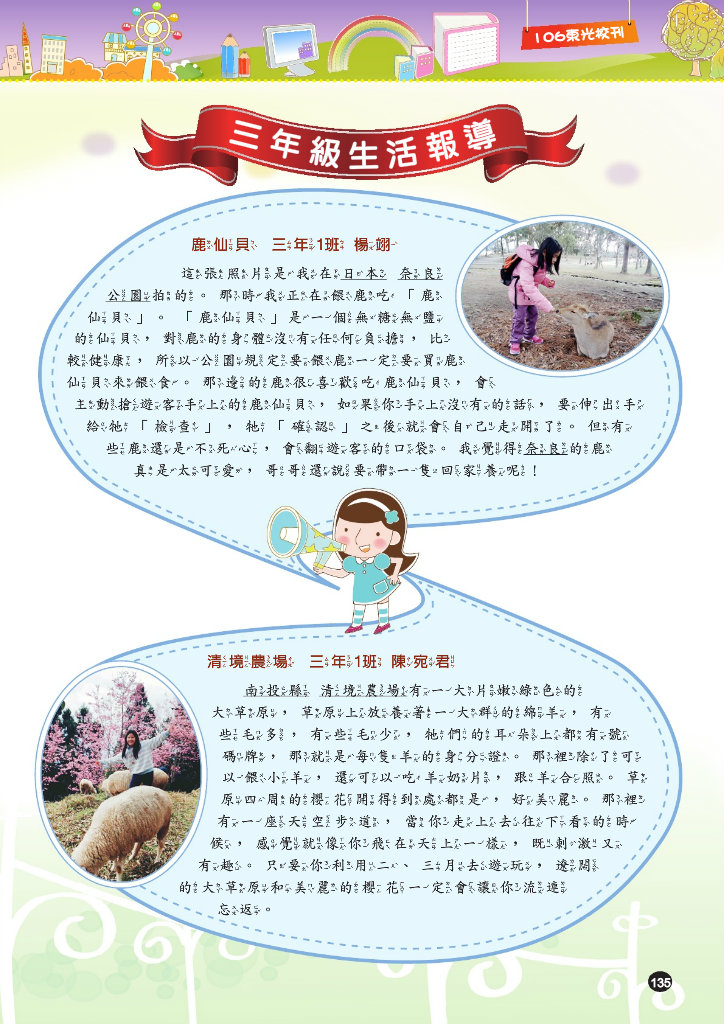 106東光校刊
三年級生活報導
鹿仙貝 三年1班 楊翊
這張照片是我在日本 奈良
公園拍的。那時我正在餵鹿吃「鹿
仙貝」。「鹿仙貝」是一個無糖無鹽
的仙貝,對鹿的身體沒有任何負擔,比
較健康,所以公園規定要餵鹿一定要買鹿
仙貝來餵食。那邊的鹿很喜歡吃鹿仙貝,會
主動搶遊客手上的鹿仙貝,如果你手上沒有的話,要伸出手
給牠「檢查」,牠「確認」之後就會自己走開了。但有
些鹿還是不死心,會翻遊客的口袋。我覺得奈良的鹿
真是太可愛,哥哥還說要帶一隻回家養呢!
清境農場 三年1班 陳宛君
南投縣 清境農場有一大片嫩綠色的
大草原,草原上放養著一大群的綿羊,有
些毛多,有些毛少,牠們的耳朵上都有號
碼牌,那就是每隻羊的身分證。那裡除了可
以餵小羊,還可以吃羊奶片,跟羊合照。草
原四周的櫻花開得到處都是,好美麗。那裡
有一座天空步道,當你走上去往下看的時
候,感覺就像你飛在天上一樣,既刺激又
有趣。只要你利用二、三月去遊玩,遼闊
的大草原和美麗的櫻花一定會讓你流連
忘返。
135